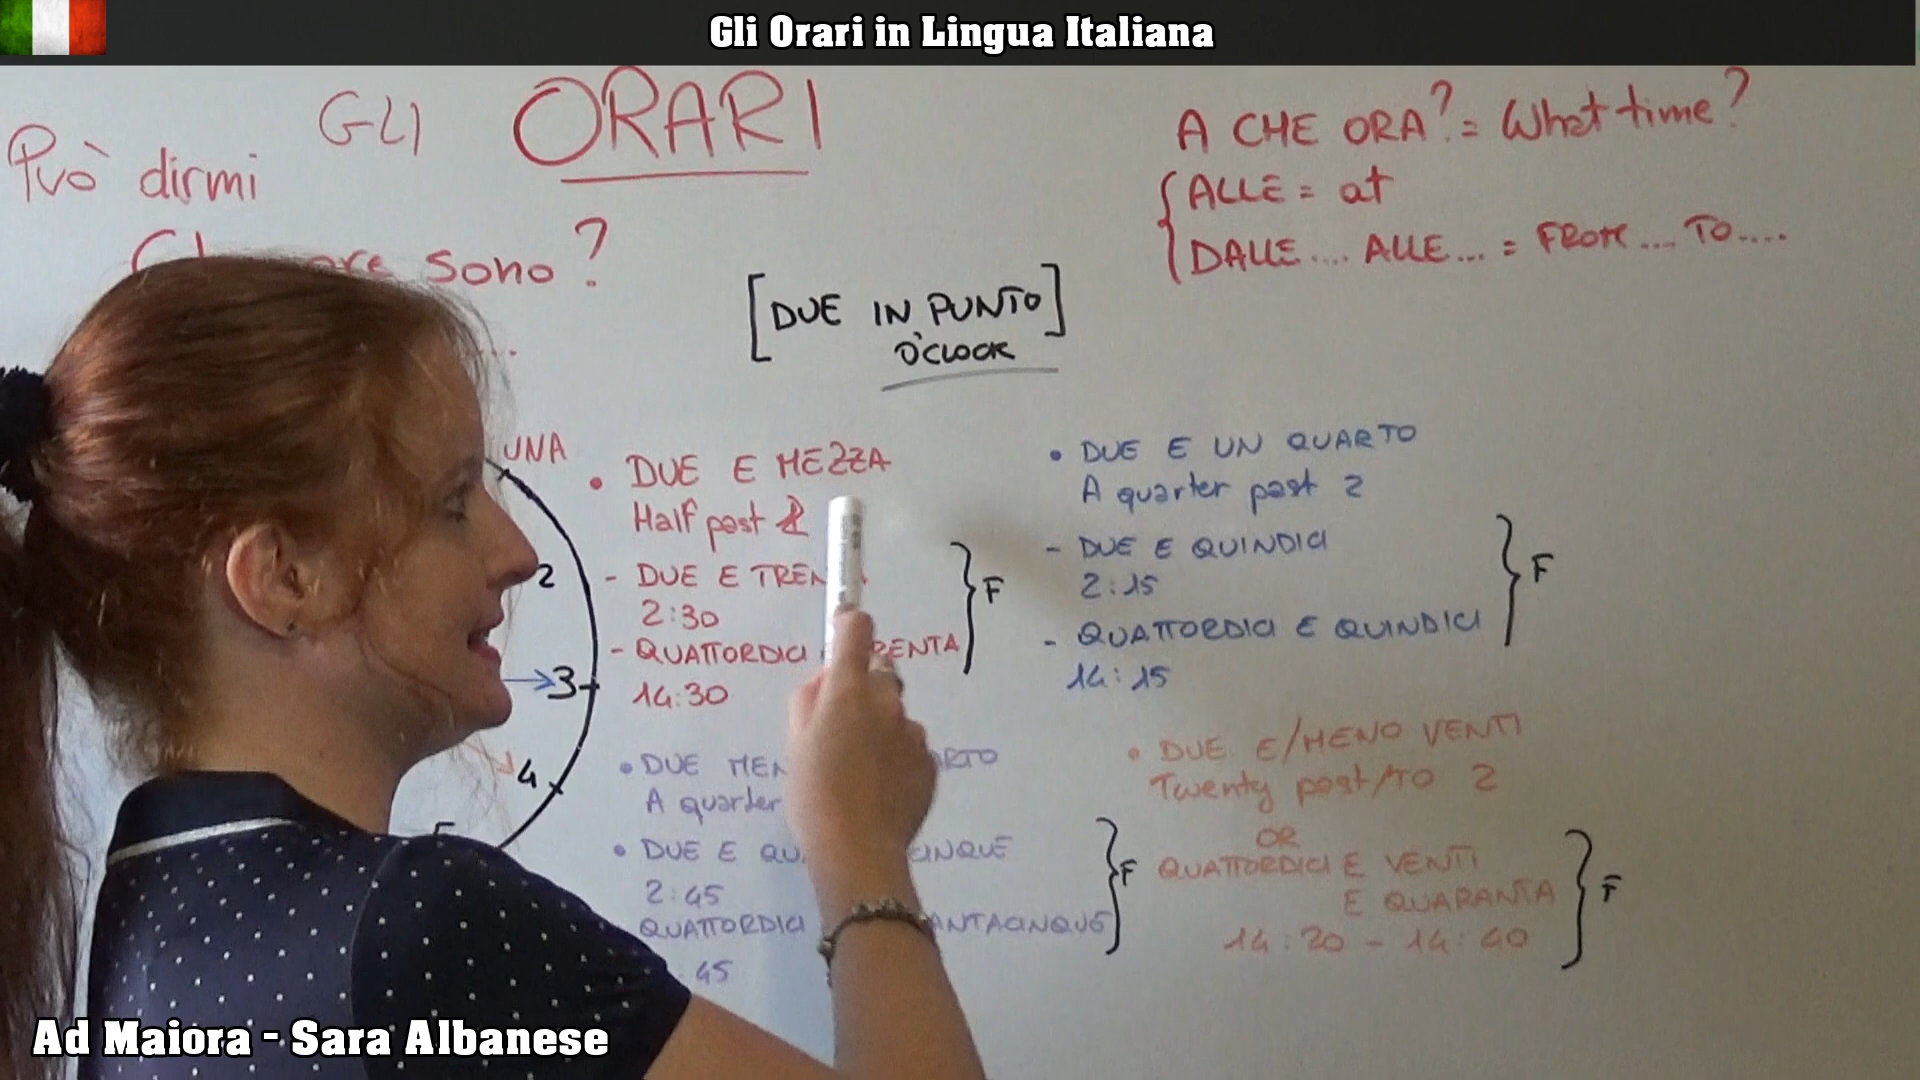 Gli Orari in Lingua Italiana
GLI ORARI
Può dirmi
sono?
A CHE ORA? = What time?
ALLE = at
DALLE.... ALLE... = FROM.... TO.....
[DUE IN PUNTO]
O'CLOCK
UNA
2
3
4
• DUE E MEZZA
Half past 2
- DUE E
2:30
- QUATTORDICI
14:30
F
• DUE E UN QUARTO
A quarter past 2
- DUE E QUINDICI
2:15
- QUATTORDICI E QUINDICI
14:15
F
• DUE
A quarter
• DUE E
2:45
QUATTORDICI
45
F
• DUE E/MENO VENTI
Twenty past/TO 2
OR
QUATTORDICI E VENTI
E QUARANTA
14:20 - 14:40
F
Ad Maiora - Sara Albanese